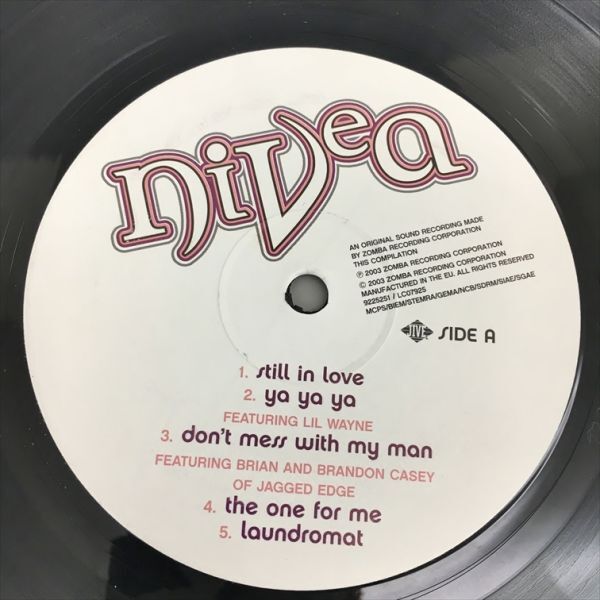 nivea
AN ORIGINAL SOUND RECORDING MADE
BY ZOMBA RECORDING CORPORATION
THIS COMPILATION
℗ 2003 ZOMBA RECORDING CORPORATION
© 2003 ZOMBA RECORDING CORPORATION
MANUFACTURED IN THE EU. ALL RIGHTS RESERVED
9225251 / LC07925
MCPS/BIEM/STEMRA/GEMA/NCB/SDRM/SIAE/SGAE
JIVE SIDE A
1. still in love
2. ya ya ya
FEATURING LIL WAYNE
3. don't mess with my man
FEATURING BRIAN AND BRANDON CASEY
OF JAGGED EDGE
4. the one for me
5. laundromat